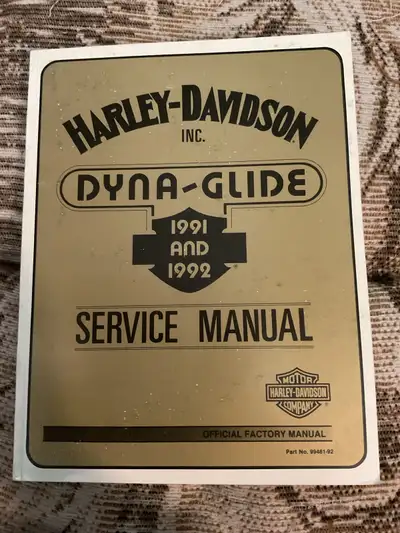 HARLEY-DAVIDSON
INC.
DYNA-GLIDE
1991
AND
1992
SERVICE MANUAL
MOTOR
HARLEY-DAVIDSON
COMPANY
OFFICIAL FACTORY MANUAL
Part No. 99481-92